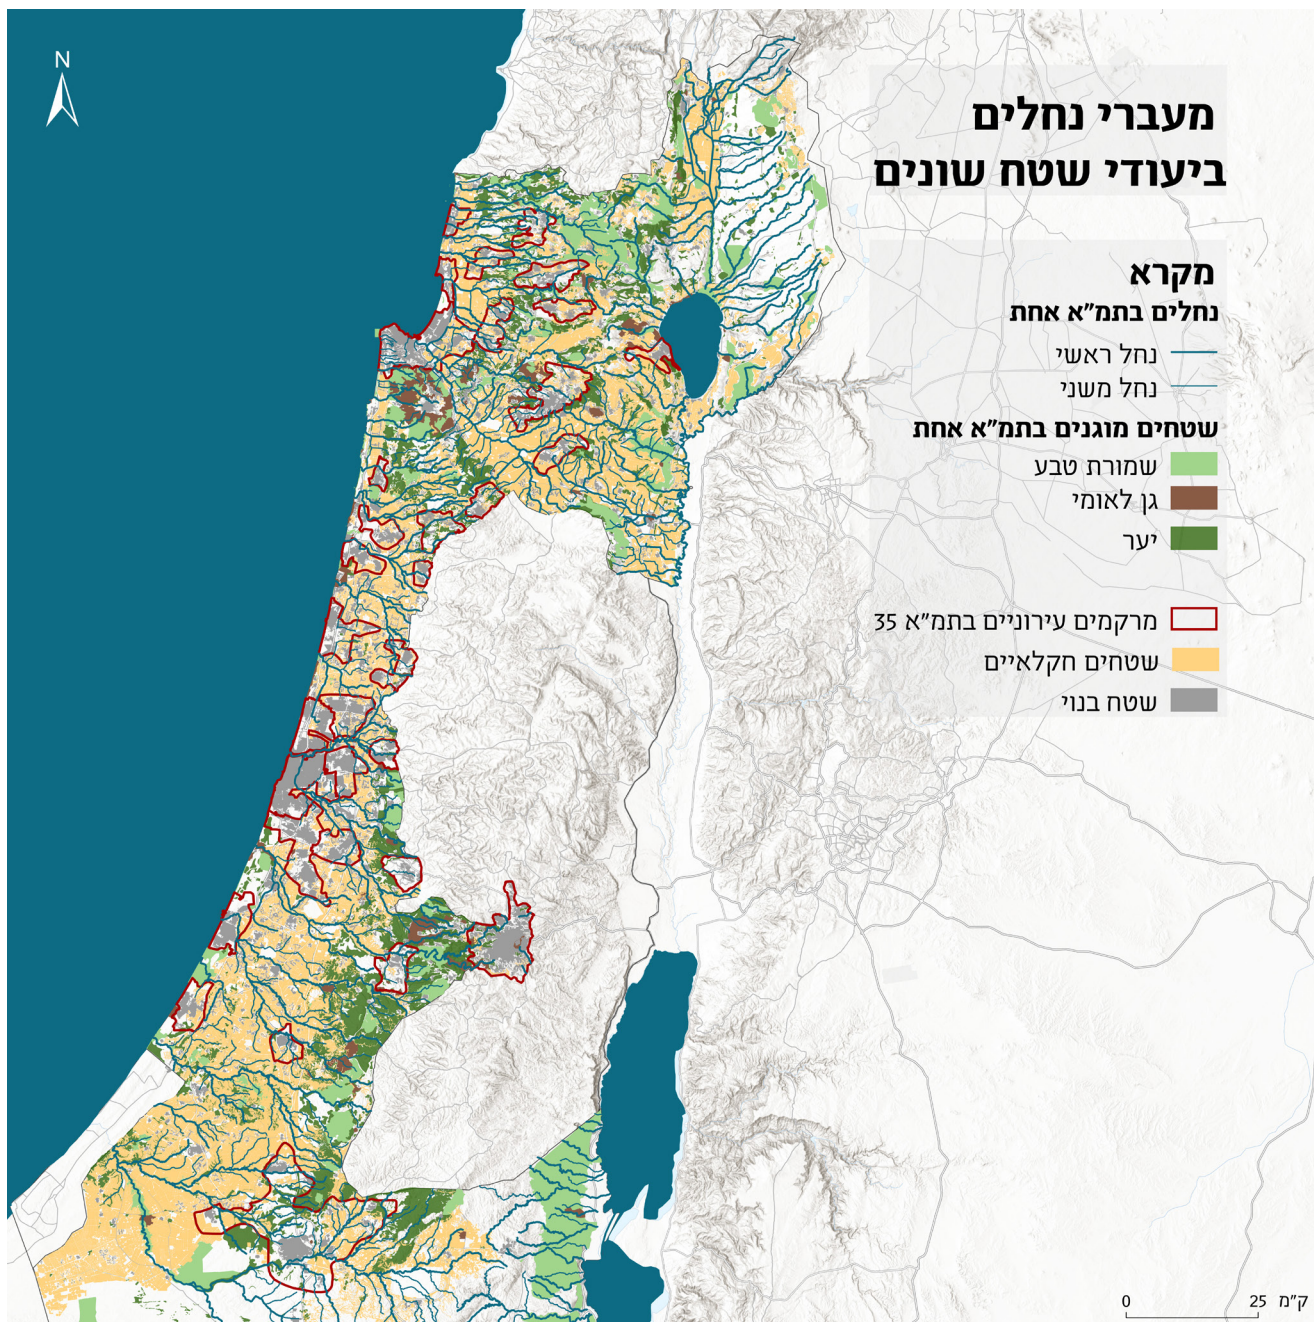 N
מעברי נחלים
ביעודי שטח שונים
מקרא
נחלים בתמ"א אחת
נחל ראשי
נחל משני
שטחים מוגנים בתמ"א אחת
שמורת טבע
גן לאומי
יער
מרקמים עירוניים בתמ"א 35
שטחים חקלאיים
שטח בנוי
0 25 ק"מ